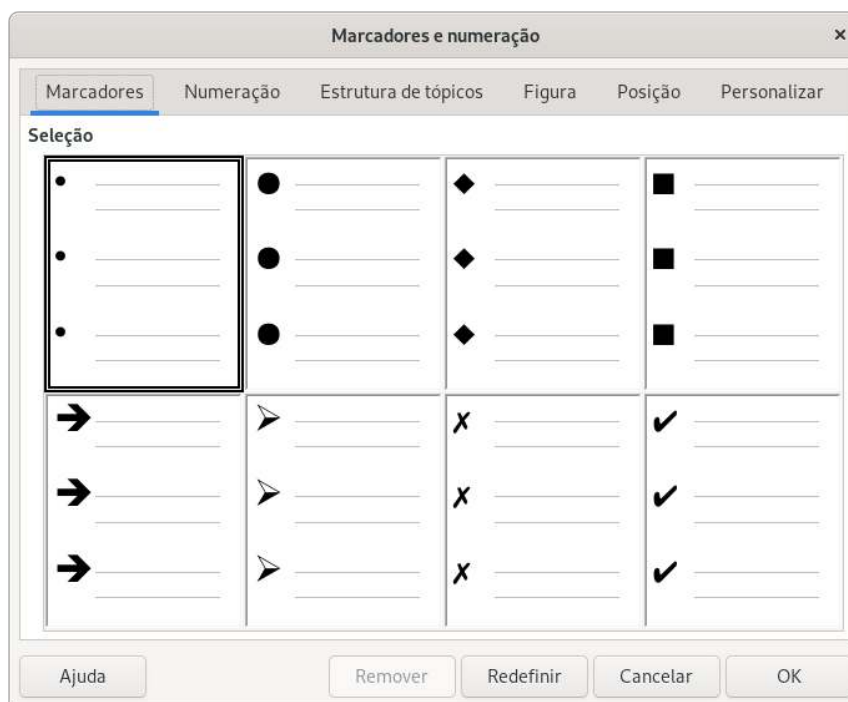 Marcadores e numeração ×
Marcadores Numeração Estrutura de tópicos Figura Posição Personalizar
Seleção
Ajuda Remover Redefinir Cancelar OK